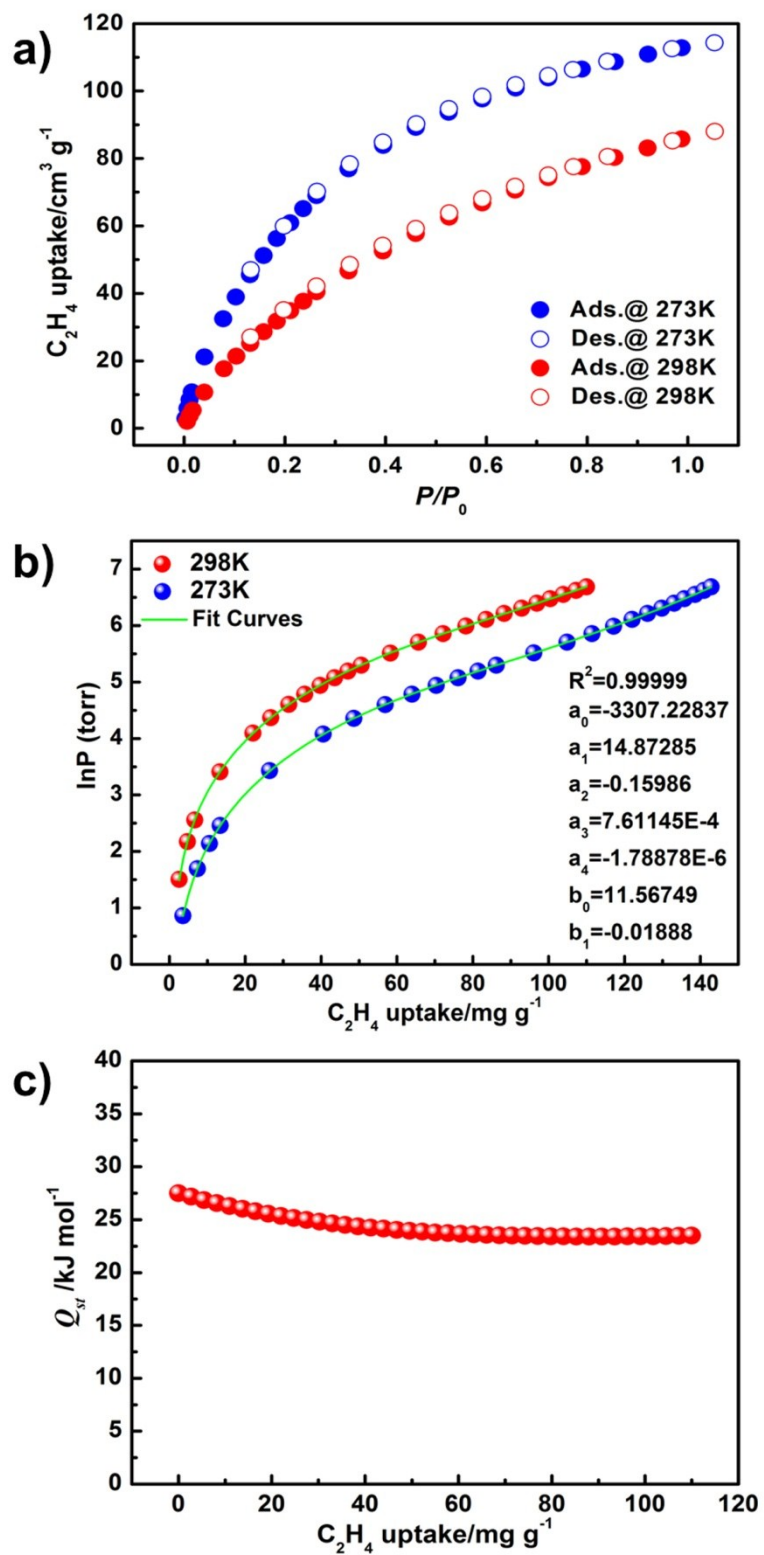 a)
120
100
80
60
40
20
0
C₂H₄ uptake/cm³ g⁻¹
Ads.@ 273K
Des.@ 273K
Ads.@ 298K
Des.@ 298K
0.0 0.2 0.4 0.6 0.8 1.0
P/P₀
b)
7
6
5
4
3
2
1
0
lnP (torr)
298K
273K
Fit Curves
R²=0.99999
a₀=-3307.22837
a₁=14.87285
a₂=-0.15986
a₃=7.61145E-4
a₄=-1.78878E-6
b₀=11.56749
b₁=-0.01888
0 20 40 60 80 100 120 140
C₂H₄ uptake/mg g⁻¹
c)
40
35
30
25
20
15
10
5
0
Qst /kJ mol⁻¹
0 20 40 60 80 100 120
C₂H₄ uptake/mg g⁻¹